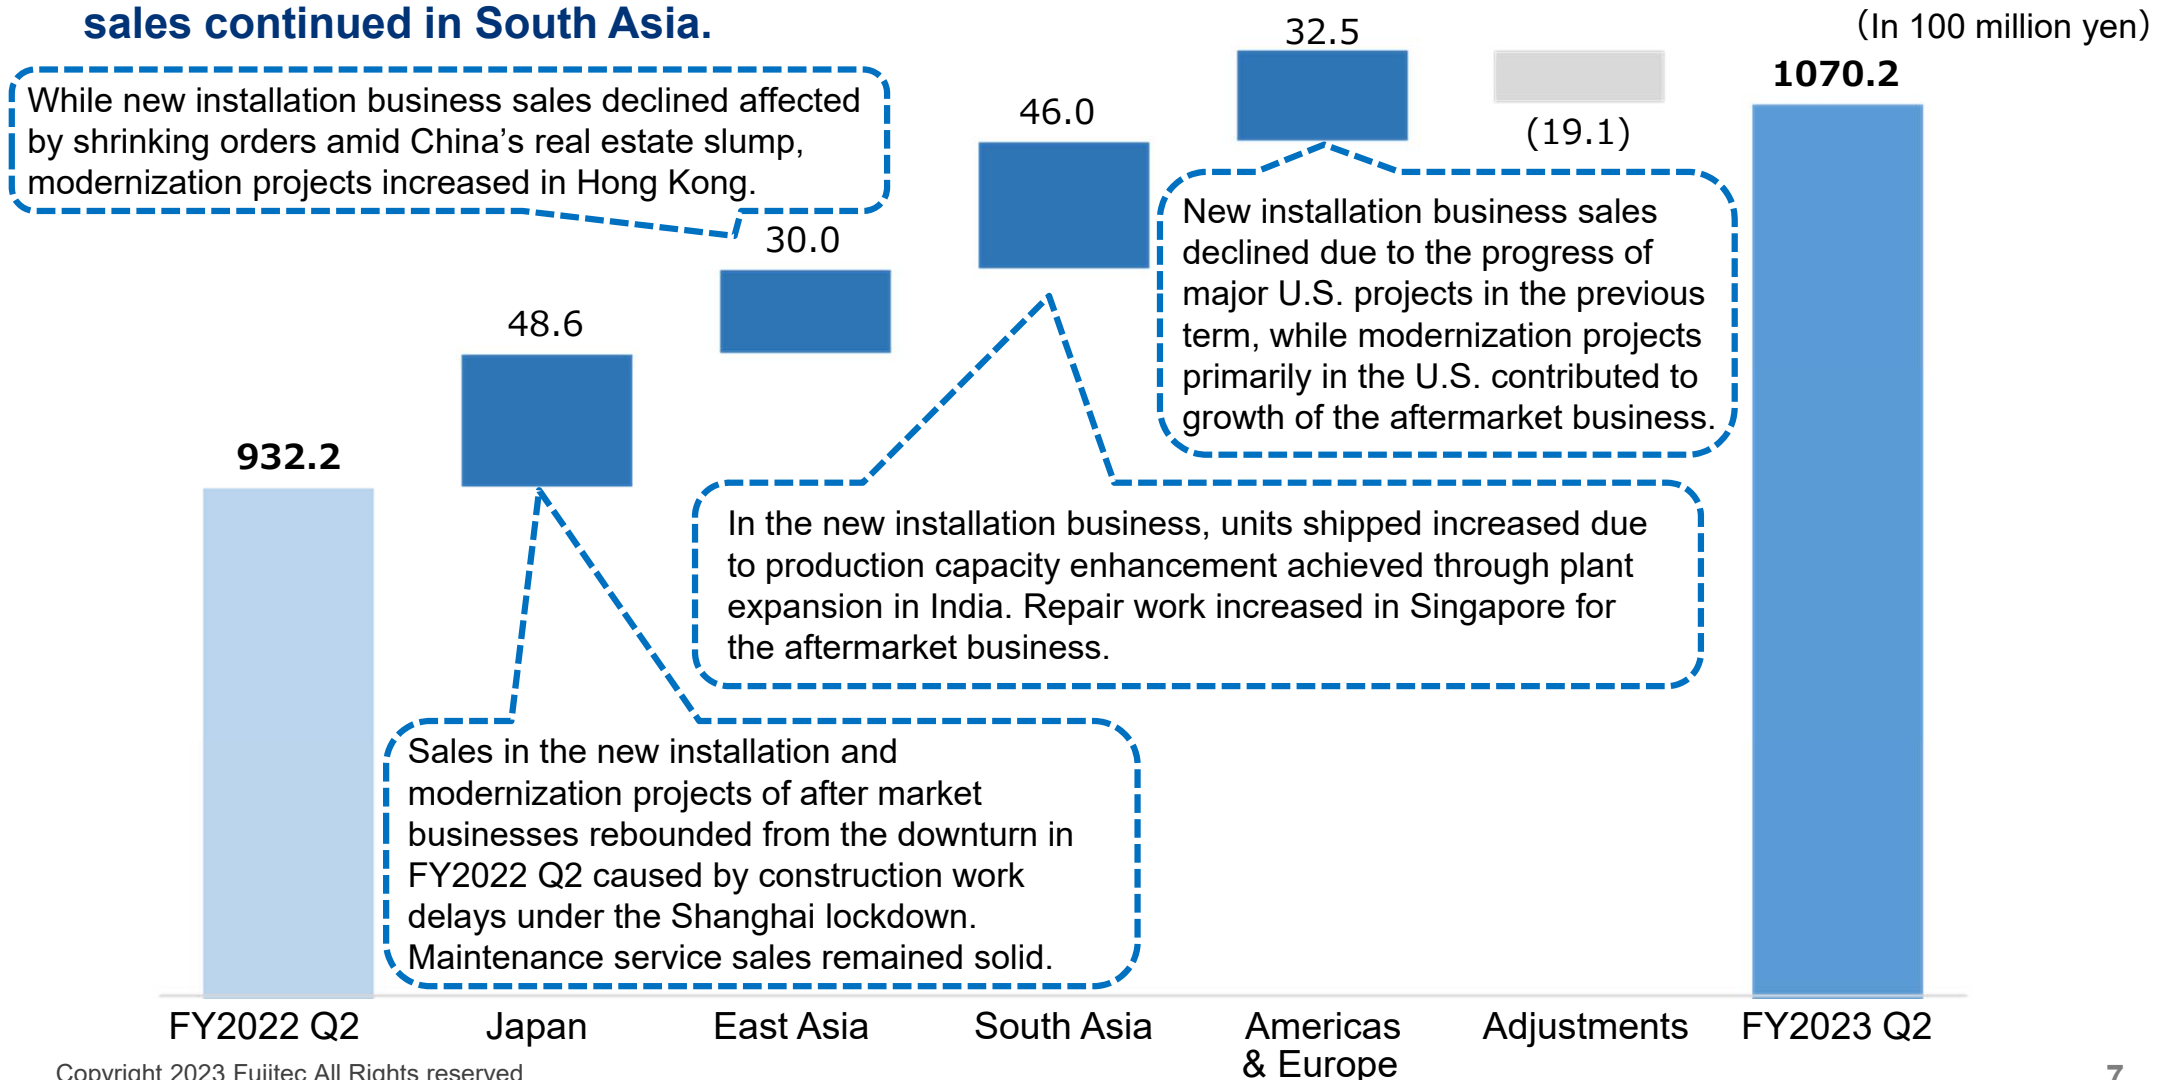 sales continued in South Asia.
（In 100 million yen）
While new installation business sales declined affected
by shrinking orders amid China’s real estate slump,
modernization projects increased in Hong Kong.
32.5
1070.2
46.0
(19.1)
30.0
48.6
932.2
New installation business sales
declined due to the progress of
major U.S. projects in the previous
term, while modernization projects
primarily in the U.S. contributed to
growth of the aftermarket business.
In the new installation business, units shipped increased due
to production capacity enhancement achieved through plant
expansion in India. Repair work increased in Singapore for
the aftermarket business.
Sales in the new installation and
modernization projects of after market
businesses rebounded from the downturn in
FY2022 Q2 caused by construction work
delays under the Shanghai lockdown.
Maintenance service sales remained solid.
FY2022 Q2
Japan
East Asia
South Asia
Americas
& Europe
Adjustments
FY2023 Q2
Copyright 2023 Fujitec All Rights reserved
7